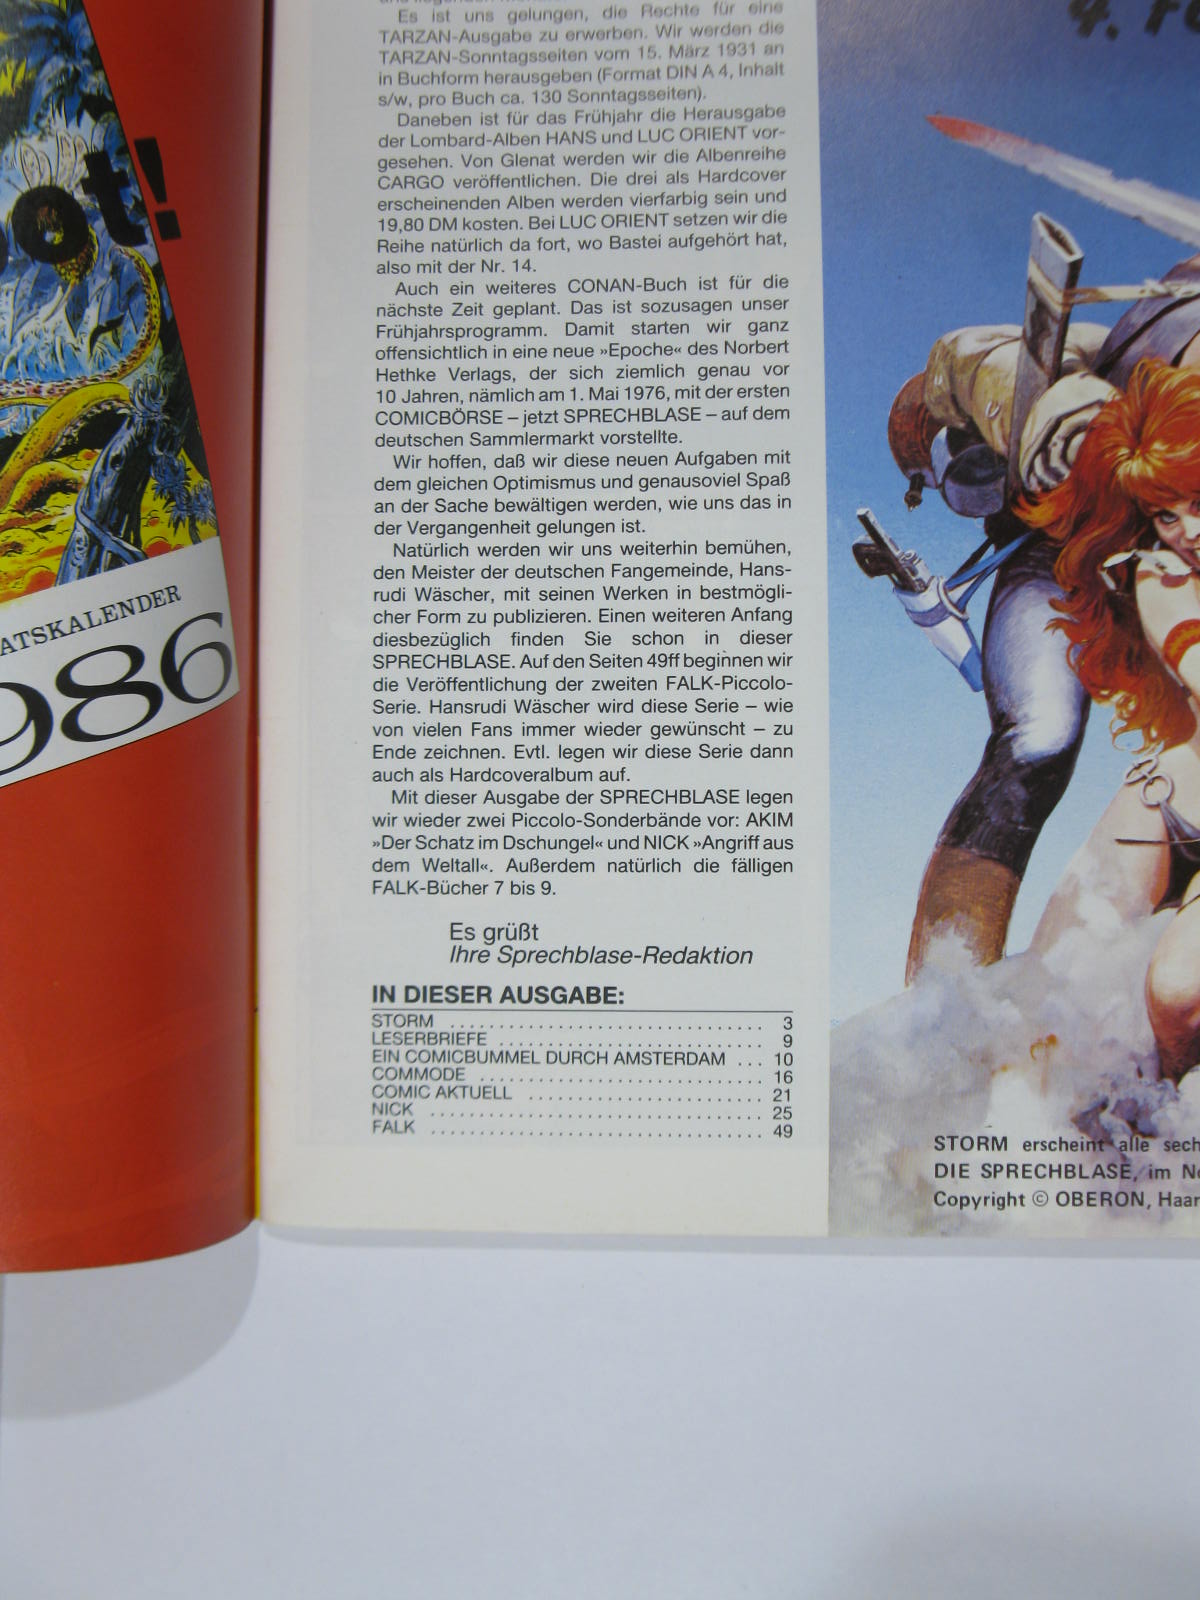 ot!
ATSKALENDER
986
Es ist uns gelungen, die Rechte für eine
TARZAN-Ausgabe zu erwerben. Wir werden die
TARZAN-Sonntagsseiten vom 15. März 1931 an
in Buchform herausgeben (Format DIN A 4, Inhalt
s/w, pro Buch ca. 130 Sonntagsseiten).
Daneben ist für das Frühjahr die Herausgabe
der Lombard-Alben HANS und LUC ORIENT vor-
gesehen. Von Glenat werden wir die Albenreihe
CARGO veröffentlichen. Die drei als Hardcover
erscheinenden Alben werden vierfarbig sein und
19,80 DM kosten. Bei LUC ORIENT setzen wir die
Reihe natürlich da fort, wo Bastei aufgehört hat,
also mit der Nr. 14.
Auch ein weiteres CONAN-Buch ist für die
nächste Zeit geplant. Das ist sozusagen unser
Frühjahrsprogramm. Damit starten wir ganz
offensichtlich in eine neue »Epoche« des Norbert
Hethke Verlags, der sich ziemlich genau vor
10 Jahren, nämlich am 1. Mai 1976, mit der ersten
COMICBÖRSE – jetzt SPRECHBLASE – auf dem
deutschen Sammlermarkt vorstellte.
Wir hoffen, daß wir diese neuen Aufgaben mit
dem gleichen Optimismus und genausoviel Spaß
an der Sache bewältigen werden, wie uns das in
der Vergangenheit gelungen ist.
Natürlich werden wir uns weiterhin bemühen,
den Meister der deutschen Fangemeinde, Hans-
rudi Wäscher, mit seinen Werken in bestmögli-
cher Form zu publizieren. Einen weiteren Anfang
diesbezüglich finden Sie schon in dieser
SPRECHBLASE. Auf den Seiten 49ff beginnen wir
die Veröffentlichung der zweiten FALK-Piccolo-
Serie. Hansrudi Wäscher wird diese Serie – wie
von vielen Fans immer wieder gewünscht – zu
Ende zeichnen. Evtl. legen wir diese Serie dann
auch als Hardcoveralbum auf.
Mit dieser Ausgabe der SPRECHBLASE legen
wir wieder zwei Piccolo-Sonderbände vor: AKIM
»Der Schatz im Dschungel« und NICK »Angriff aus
dem Weltall«. Außerdem natürlich die fälligen
FALK-Bücher 7 bis 9.
Es grüßt
Ihre Sprechblase-Redaktion
IN DIESER AUSGABE:
STORM ................................ 3
LESERBRIEFE ........................... 9
EIN COMICBUMMEL DURCH AMSTERDAM ... 10
COMMODE ............................. 16
COMIC AKTUELL ........................ 21
NICK .................................. 25
FALK .................................. 49
STORM erscheint alle sech
DIE SPRECHBLASE, im No
Copyright © OBERON, Haar